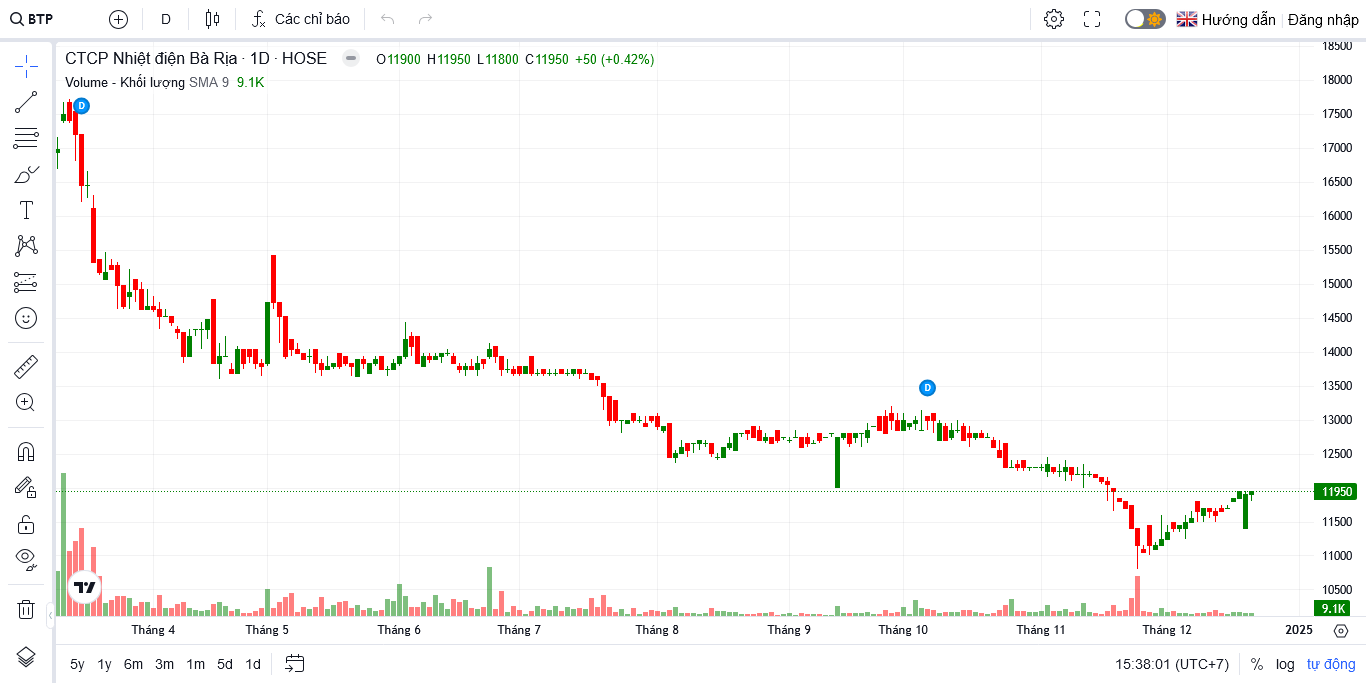 BTP D Các chỉ báo Hướng dẫn Đăng nhập
CTCP Nhiệt điện Bà Rịa · 1D · HOSE O11900 H11950 L11800 C11950 +50 (+0.42%)
Volume - Khối lượng SMA 9 9.1K
D
D
18500
18000
17500
17000
16500
16000
15500
15000
14500
14000
13500
13000
12500
11950
11500
11000
10500
9.1K
Tháng 4 Tháng 5 Tháng 6 Tháng 7 Tháng 8 Tháng 9 Tháng 10 Tháng 11 Tháng 12 2025
5y 1y 6m 3m 1m 5d 1d 15:38:01 (UTC+7) % log tự động